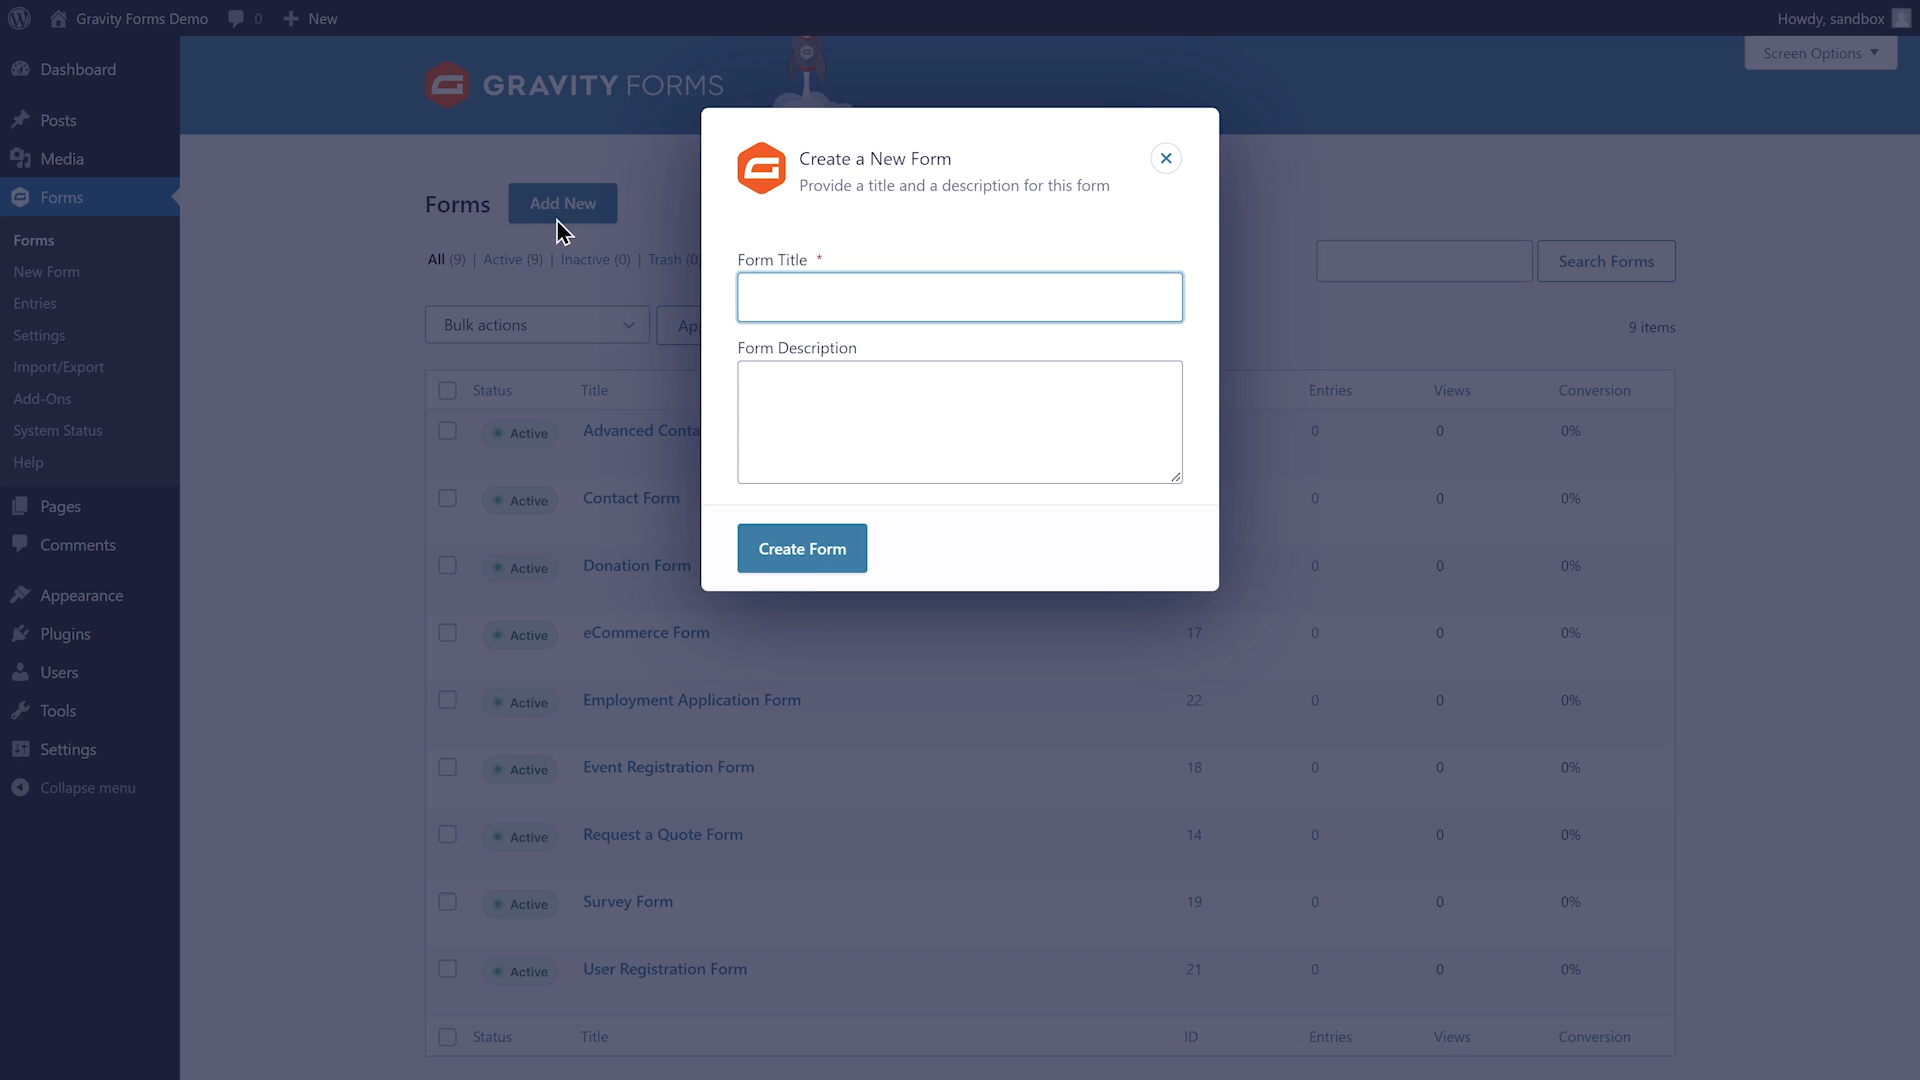 Gravity Forms Demo 0 New Howdy, sandbox
Screen Options
Dashboard
Posts
Media
Forms
Forms
New Form
Entries
Settings
Import/Export
Add-Ons
System Status
Help
Pages
Comments
Appearance
Plugins
Users
Tools
Settings
Collapse menu
GRAVITY FORMS
Forms Add New
All (9) | Active (9) | Inactive (0) | Trash (0
Search Forms
Bulk actions Ap
9 items
Create a New Form
Provide a title and a description for this form
Form Title *
Form Description
Create Form
Status Title Entries Views Conversion
Active Advanced Conta 0 0 0%
Active Contact Form 0 0 0%
Active Donation Form 0 0 0%
Active eCommerce Form 17 0 0 0%
Active Employment Application Form 22 0 0 0%
Active Event Registration Form 18 0 0 0%
Active Request a Quote Form 14 0 0 0%
Active Survey Form 19 0 0 0%
Active User Registration Form 21 0 0 0%
Status Title ID Entries Views Conversion